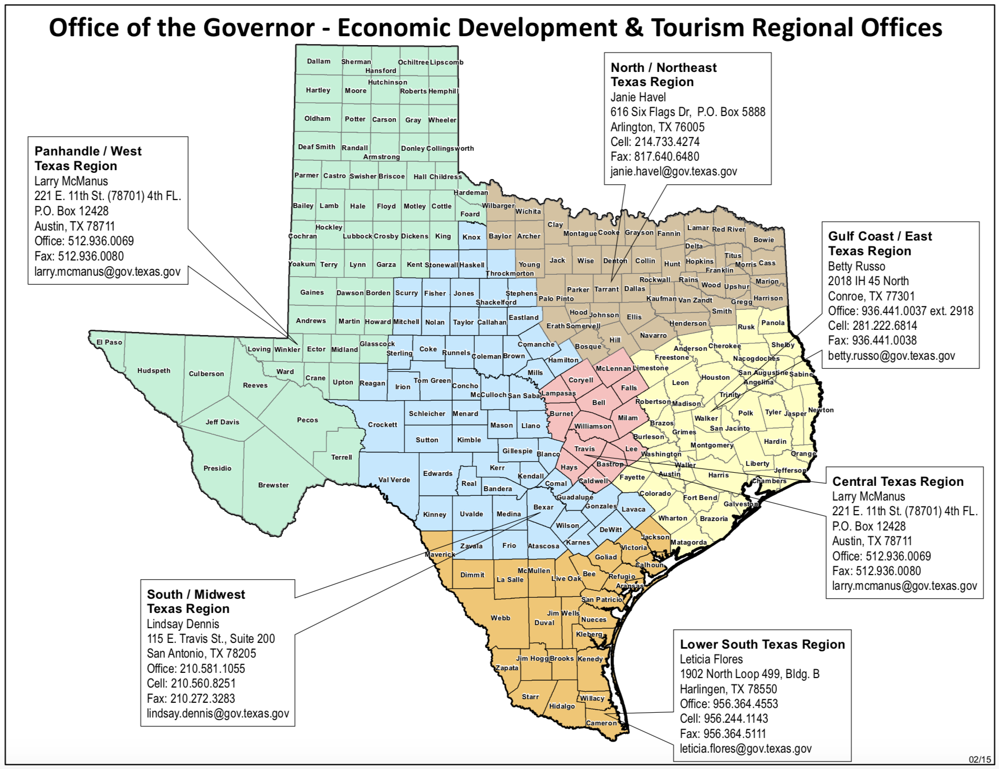 Office of the Governor - Economic Development & Tourism Regional Offices
North / Northeast
Texas Region
Janie Havel
616 Six Flags Dr, P.O. Box 5888
Arlington, TX 76005
Cell: 214.733.4274
Fax: 817.640.6480
janie.havel@gov.texas.gov
Panhandle / West
Texas Region
Larry McManus
221 E. 11th St. (78701) 4th FL.
P.O. Box 12428
Austin, TX 78711
Office: 512.936.0069
Fax: 512.936.0080
larry.mcmanus@gov.texas.gov
Gulf Coast / East
Texas Region
Betty Russo
2018 IH 45 North
Conroe, TX 77301
Office: 936.441.0037 ext. 2918
Cell: 281.222.6814
Fax: 936.441.0038
betty.russo@gov.texas.gov
Central Texas Region
Larry McManus
221 E. 11th St. (78701) 4th FL.
P.O. Box 12428
Austin, TX 78711
Office: 512.936.0069
Fax: 512.936.0080
larry.mcmanus@gov.texas.gov
South / Midwest
Texas Region
Lindsay Dennis
115 E. Travis St., Suite 200
San Antonio, TX 78205
Office: 210.581.1055
Cell: 210.560.8251
Fax: 210.272.3283
lindsay.dennis@gov.texas.gov
Lower South Texas Region
Leticia Flores
1902 North Loop 499, Bldg. B
Harlingen, TX 78550
Office: 956.364.4553
Cell: 956.244.1143
Fax: 956.364.5111
leticia.flores@gov.texas.gov
Dallam Sherman Hansford Ochiltree Lipscomb
Hartley Moore Hutchinson Roberts Hemphill
Oldham Potter Carson Gray Wheeler
Deaf Smith Randall Armstrong Donley Collingsworth
Parmer Castro Swisher Briscoe Hall Childress
Hardeman
Bailey Lamb Hale Floyd Motley Cottle Foard Wilbarger Wichita
Cochran Hockley Lubbock Crosby Dickens King Knox Baylor Archer Clay Montague Cooke Grayson Fannin Lamar Red River Bowie
Delta
Yoakum Terry Lynn Garza Kent Stonewall Haskell Throckmorton Young Jack Wise Denton Collin Hunt Hopkins Franklin Titus Morris Cass
Gaines Dawson Borden Scurry Fisher Jones Shackelford Stephens Palo Pinto Parker Tarrant Dallas Rockwall Kaufman Rains Van Zandt Wood Upshur Gregg Marion Harrison
Andrews Martin Howard Mitchell Nolan Taylor Callahan Eastland Erath Hood Somervell Johnson Ellis Henderson Smith Rusk Panola
El Paso Loving Winkler Ector Midland Glasscock Sterling Coke Runnels Coleman Brown Comanche Hamilton Bosque Hill Navarro Freestone Anderson Cherokee Nacogdoches Shelby
Hudspeth Culberson Reeves Ward Crane Upton Reagan Irion Tom Green Concho McCulloch San Saba Mills Lampasas Coryell McLennan Limestone Falls Leon Houston Trinity Angelina San Augustine Sabine
Jeff Davis Pecos Crockett Schleicher Menard Mason Llano Burnet Bell Williamson Milam Robertson Madison Brazos Grimes Walker San Jacinto Polk Tyler Jasper Newton
Sutton Kimble Gillespie Blanco Travis Lee Burleson Washington Montgomery Hardin Orange
Presidio Brewster Terrell Val Verde Edwards Real Kerr Kendall Bandera Comal Hays Bastrop Caldwell Fayette Austin Waller Harris Liberty Jefferson Chambers
Kinney Uvalde Medina Bexar Guadalupe Gonzales Lavaca Colorado Fort Bend Galveston Wharton Brazoria
Maverick Zavala Frio Atascosa Wilson Karnes DeWitt Victoria Jackson Matagorda
Dimmit La Salle McMullen Live Oak Bee Goliad Refugio Calhoun Aransas
Webb Duval Jim Wells San Patricio Nueces Kleberg
Zapata Jim Hogg Brooks Kenedy
Starr Hidalgo Willacy Cameron
02/15